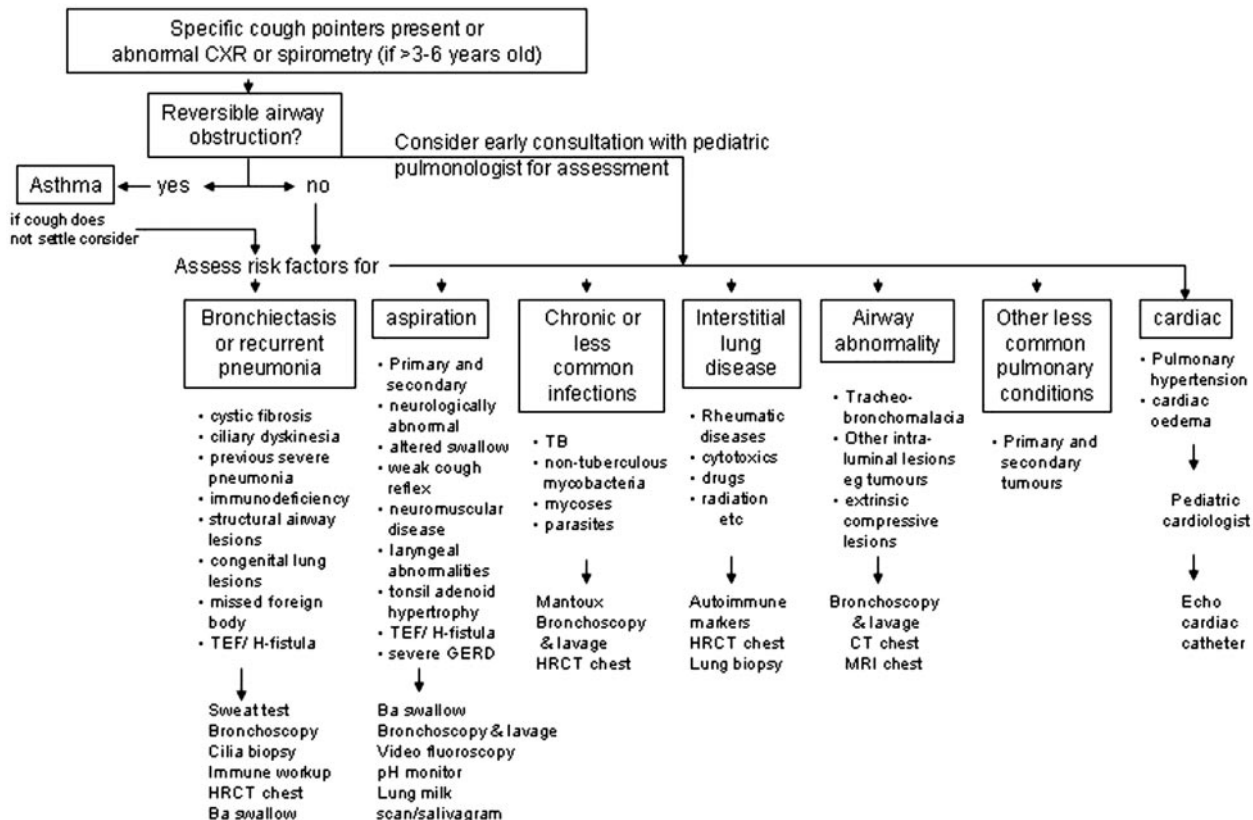 Specific cough pointers present or
abnormal CXR or spirometry (if >3-6 years old)
Reversible airway
obstruction?
Consider early consultation with pediatric
pulmonologist for assessment
Asthma
yes
no
if cough does
not settle consider
Assess risk factors for
Bronchiectasis
or recurrent
pneumonia
• cystic fibrosis
• ciliary dyskinesia
• previous severe
pneumonia
• immunodeficiency
• structural airway
lesions
• congenital lung
lesions
• missed foreign
body
• TEF/ H-fistula
Sweat test
Bronchoscopy
Cilia biopsy
Immune workup
HRCT chest
Ba swallow
aspiration
• Primary and
secondary
• neurologically
abnormal
• altered swallow
• weak cough
reflex
• neuromuscular
disease
• laryngeal
abnormalities
• tonsil adenoid
hypertrophy
• TEF/ H-fistula
• severe GERD
Ba swallow
Bronchoscopy & lavage
Video fluoroscopy
pH monitor
Lung milk
scan/salivagram
Chronic or
less
common
infections
• TB
• non-tuberculous
mycobacteria
• mycoses
• parasites
Mantoux
Bronchoscopy
& lavage
HRCT chest
Interstitial
lung
disease
• Rheumatic
diseases
• cytotoxics
• drugs
• radiation
etc
Autoimmune
markers
HRCT chest
Lung biopsy
Airway
abnormality
• Tracheo-
bronchomalacia
• Other intra-
luminal lesions
eg tumours
• extrinsic
compressive
lesions
Bronchoscopy
& lavage
CT chest
MRI chest
Other less
common
pulmonary
conditions
• Primary and
secondary
tumours
cardiac
• Pulmonary
hypertension
• cardiac
oedema
Pediatric
cardiologist
Echo
cardiac
catheter